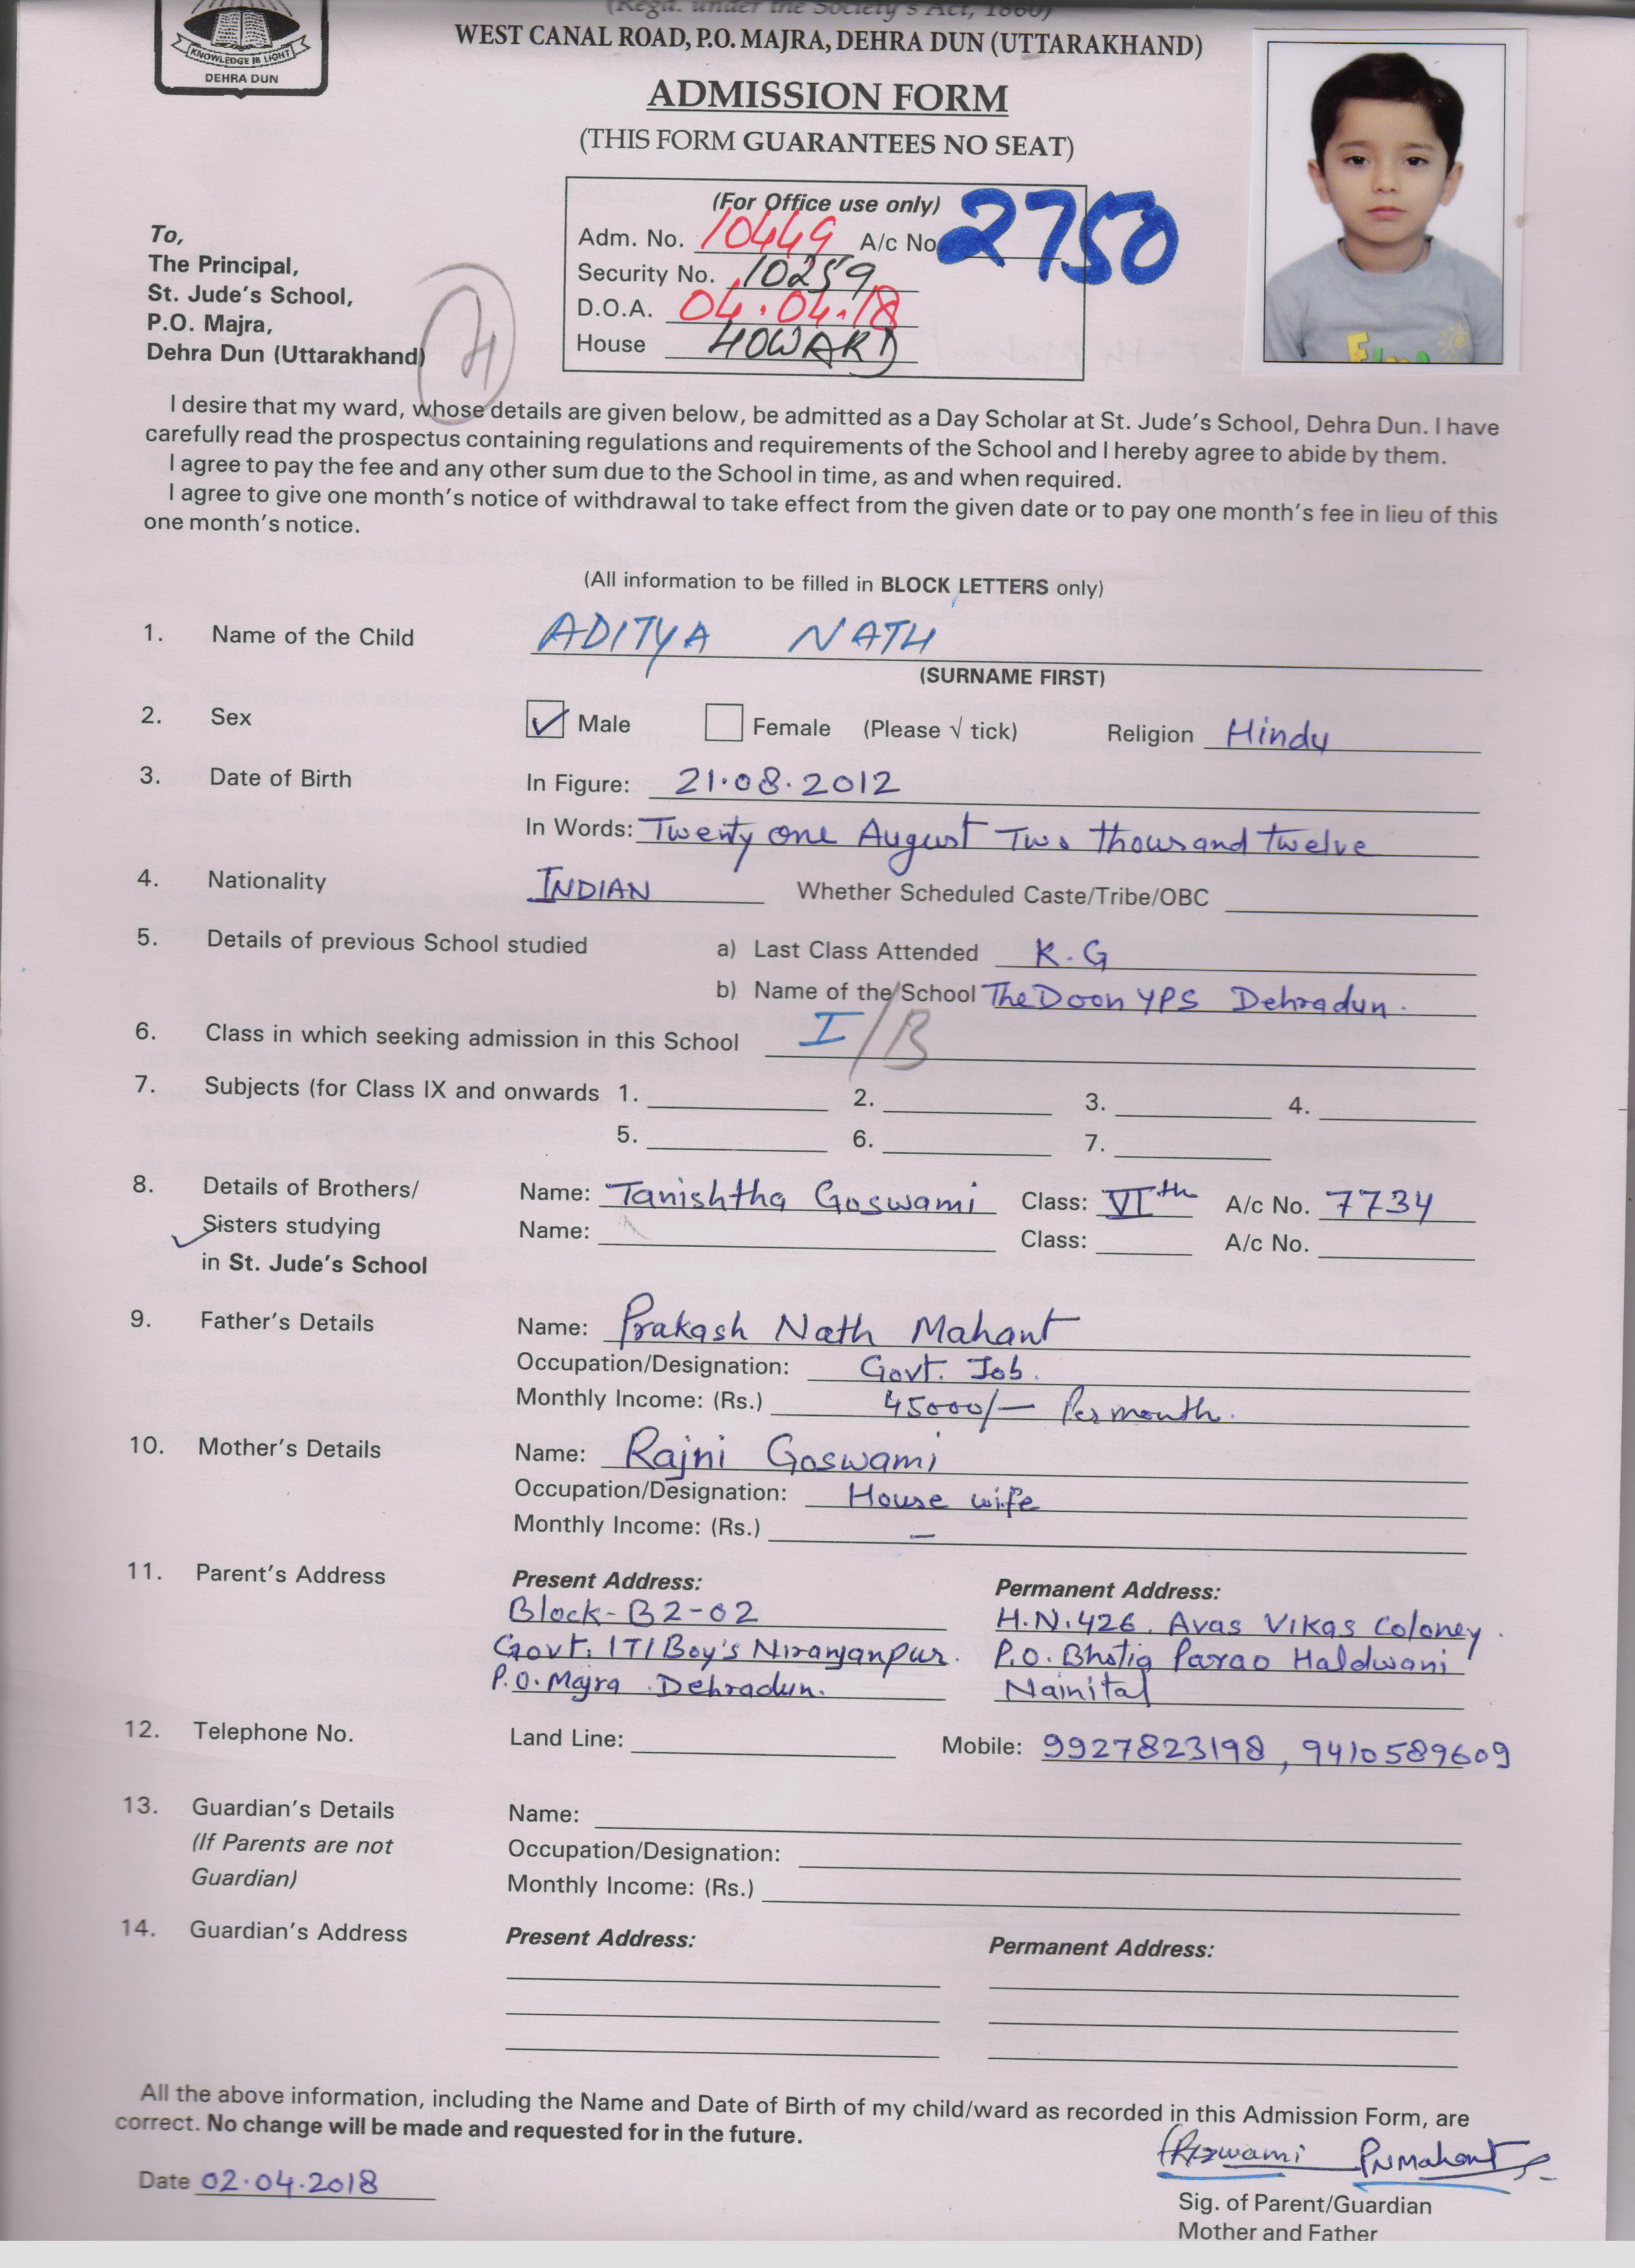 (Regd. under the Society's Act, 1860)
KNOWLEDGE IS LIGHT
DEHRA DUN
WEST CANAL ROAD, P.O. MAJRA, DEHRA DUN (UTTARAKHAND)
ADMISSION FORM
(THIS FORM GUARANTEES NO SEAT)
(For Office use only)
Adm. No. 10449 A/c No 2750
Security No. 10259
D.O.A. 04.04.18
House HOWARD
To,
The Principal,
St. Jude's School,
P.O. Majra,
Dehra Dun (Uttarakhand)
I desire that my ward, whose details are given below, be admitted as a Day Scholar at St. Jude's School, Dehra Dun. I have
carefully read the prospectus containing regulations and requirements of the School and I hereby agree to abide by them.
I agree to pay the fee and any other sum due to the School in time, as and when required.
I agree to give one month's notice of withdrawal to take effect from the given date or to pay one month's fee in lieu of this
one month's notice.
(All information to be filled in BLOCK LETTERS only)
1. Name of the Child ADITYA NATH
(SURNAME FIRST)
2. Sex Male Female (Please √ tick) Religion Hindu
3. Date of Birth In Figure: 21.08.2012
In Words: Twenty one August Two thousand twelve
4. Nationality INDIAN Whether Scheduled Caste/Tribe/OBC
5. Details of previous School studied a) Last Class Attended K.G
b) Name of the School The Doon YPS Dehradun.
6. Class in which seeking admission in this School I/B
7. Subjects (for Class IX and onwards 1. 2. 3. 4.
5. 6. 7.
8. Details of Brothers/ Name: Tanishtha Goswami Class: VIth A/c No. 7734
Sisters studying Name: Class: A/c No.
in St. Jude's School
9. Father's Details Name: Prakash Nath Mahant
Occupation/Designation: Govt. Job.
Monthly Income: (Rs.) 45000/- Per month.
10. Mother's Details Name: Rajni Goswami
Occupation/Designation: House wife
Monthly Income: (Rs.) –
11. Parent's Address Present Address: Permanent Address:
Block-B2-02 H.N.426. Avas Vikas Coloney.
Govt. ITI Boy's Niranjanpur. P.O. Bhotia Parao Haldwani
P.O. Majra Dehradun. Nainital
12. Telephone No. Land Line: Mobile: 9927823198, 9410589609
13. Guardian's Details Name:
(If Parents are not Occupation/Designation:
Guardian) Monthly Income: (Rs.)
14. Guardian's Address Present Address: Permanent Address:
All the above information, including the Name and Date of Birth of my child/ward as recorded in this Admission Form, are
correct. No change will be made and requested for in the future.
PNMahant
Date 02.04.2018
Sig. of Parent/Guardian
Mother and Father